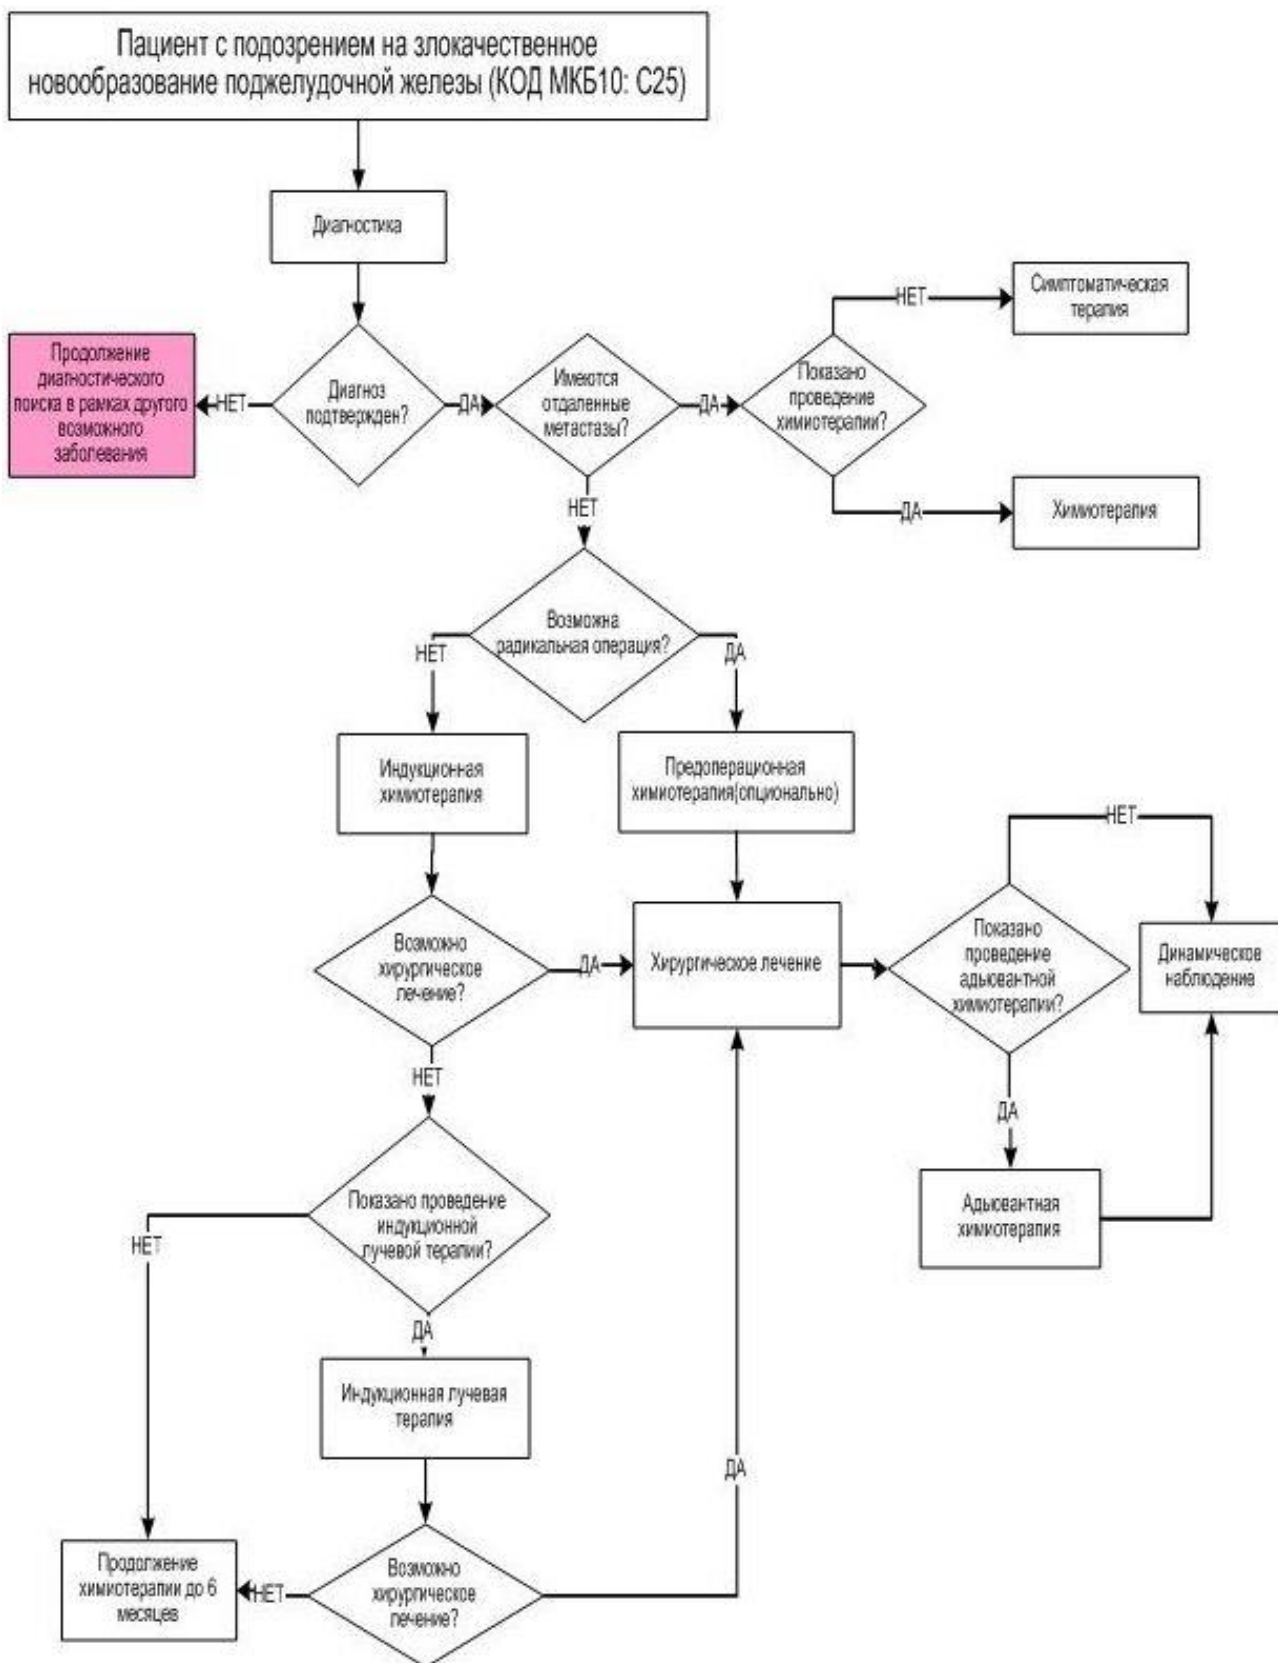 Пациент с подозрением на злокачественное
новообразование поджелудочной железы (КОД МКБ10: С25)
Диагностика
Диагноз
подтвержден?
НЕТ
Продолжение
диагностического
поиска в рамках другого
возможного
заболевания
ДА
Имеются
отдаленные
метастазы?
ДА
Показано
проведение
химиотерапии?
НЕТ
Симптоматическая
терапия
ДА
Химиотерапия
НЕТ
Возможна
радикальная операция?
НЕТ
ДА
Индукционная
химиотерапия
Предоперационная
химиотерапия(опционально)
Возможно
хирургическое
лечение?
ДА
Хирургическое лечение
Показано
проведение
адьювантной
химиотерапии?
НЕТ
Динамическое
наблюдение
ДА
Адьювантная
химиотерапия
НЕТ
Показано проведение
индукционной
лучевой терапии?
НЕТ
ДА
Индукционная лучевая
терапия
Возможно
хирургическое
лечение?
ДА
НЕТ
Продолжение
химиотерапии до 6
месяцев